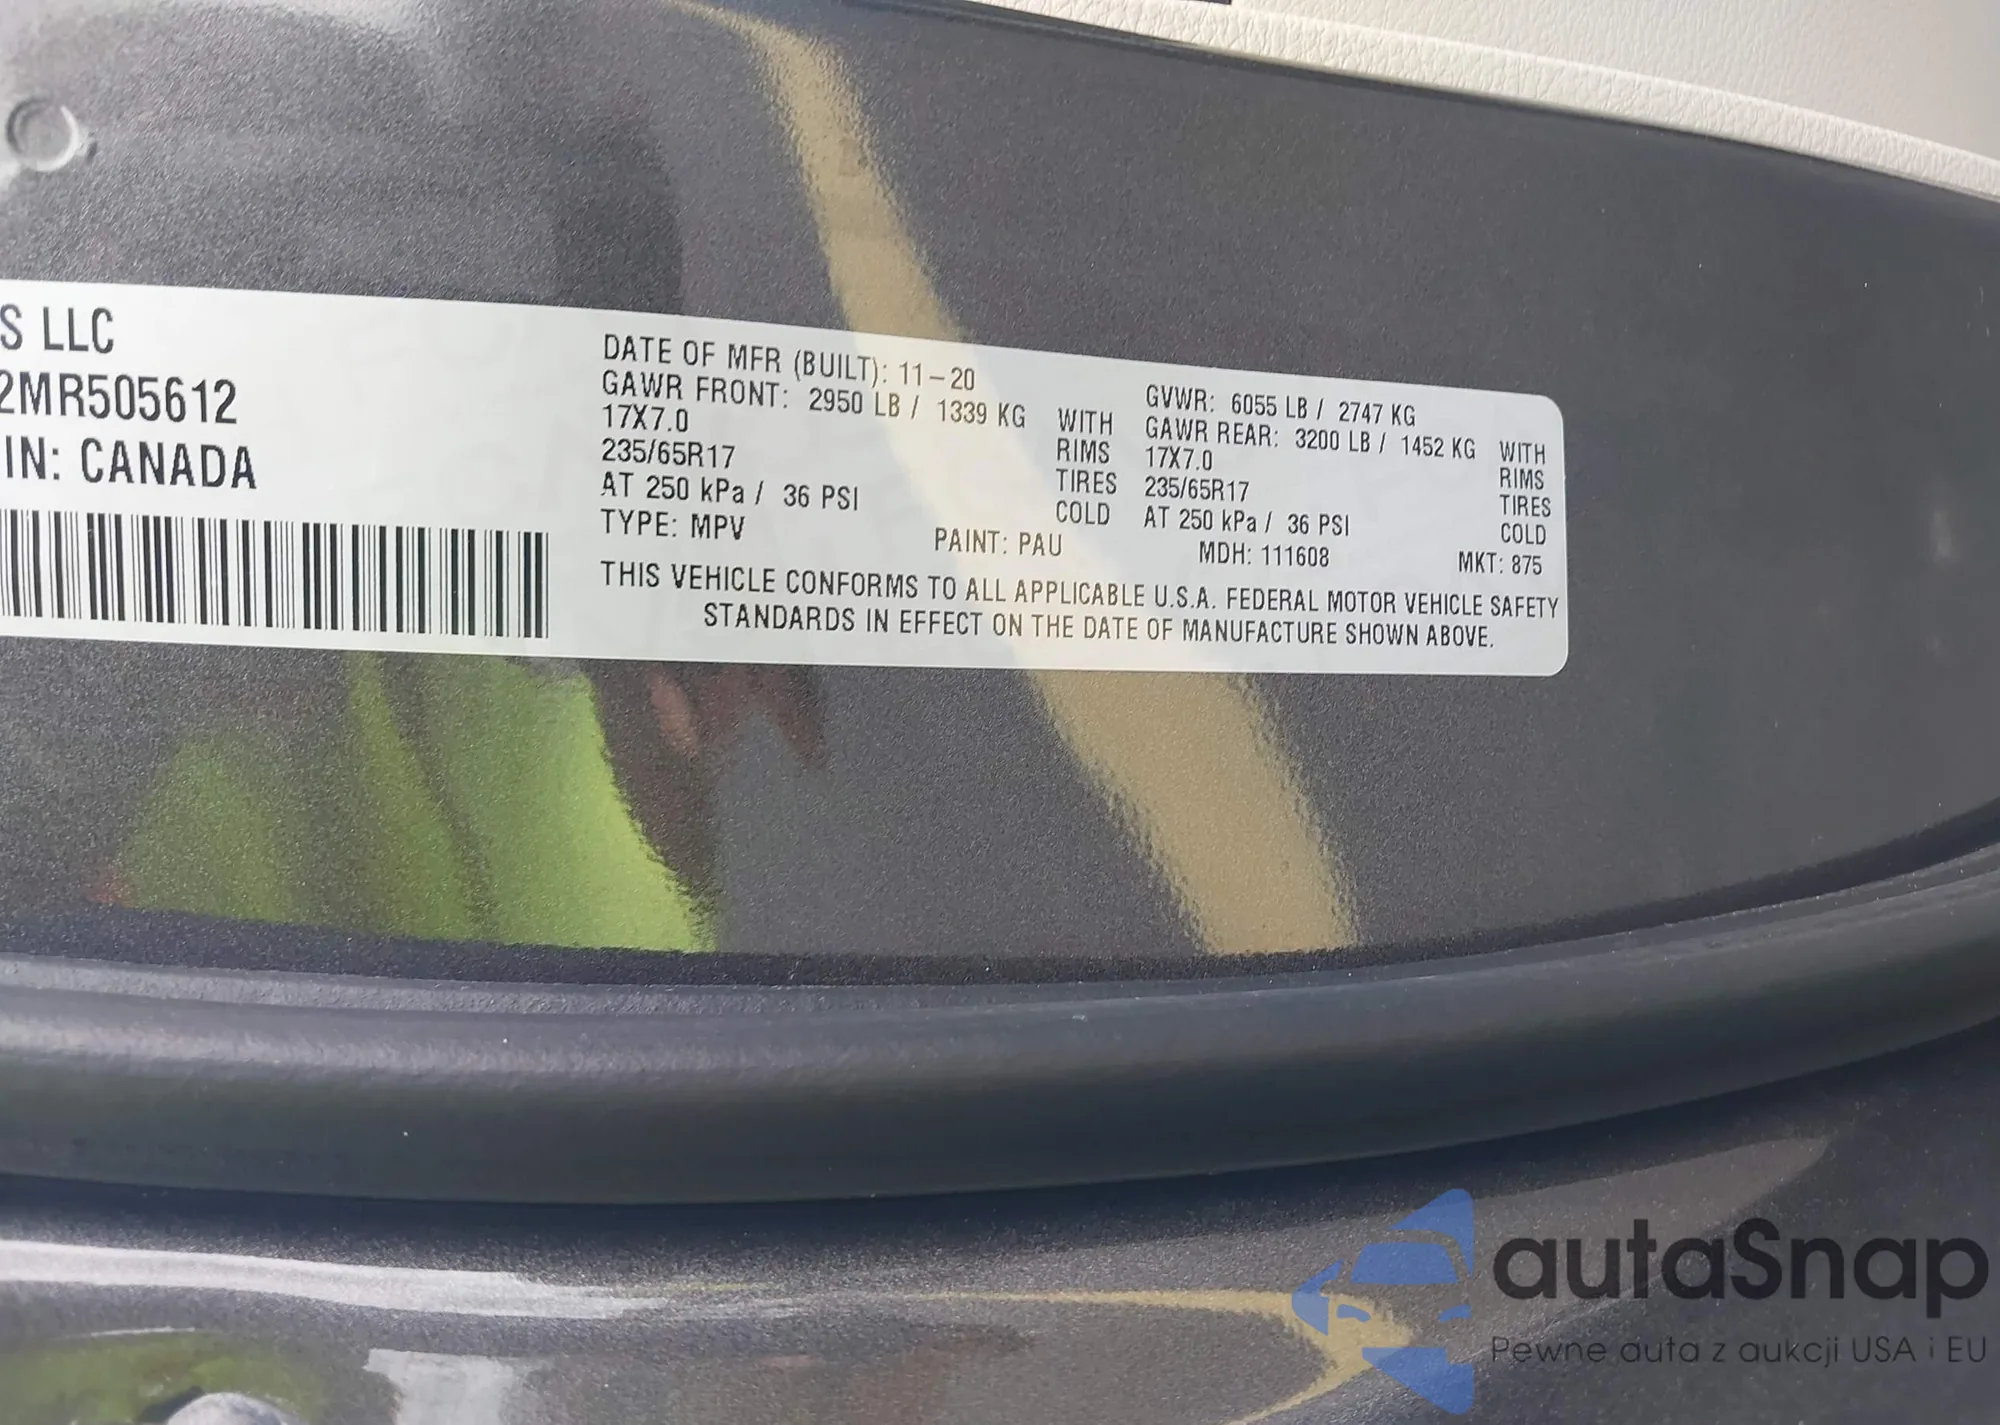 S LLC
2MR505612
IN: CANADA
DATE OF MFR (BUILT): 11-20
GAWR FRONT: 2950 LB / 1339 KG WITH
17X7.0 RIMS
235/65R17 TIRES
AT 250 kPa / 36 PSI COLD
TYPE: MPV PAINT: PAU
GVWR: 6055 LB / 2747 KG
GAWR REAR: 3200 LB / 1452 KG WITH
17X7.0 RIMS
235/65R17 TIRES
AT 250 kPa / 36 PSI COLD
MDH: 111608 MKT: 875
THIS VEHICLE CONFORMS TO ALL APPLICABLE U.S.A. FEDERAL MOTOR VEHICLE SAFETY
STANDARDS IN EFFECT ON THE DATE OF MANUFACTURE SHOWN ABOVE.
autaSnap
Pewne auta z aukcji USA i EU